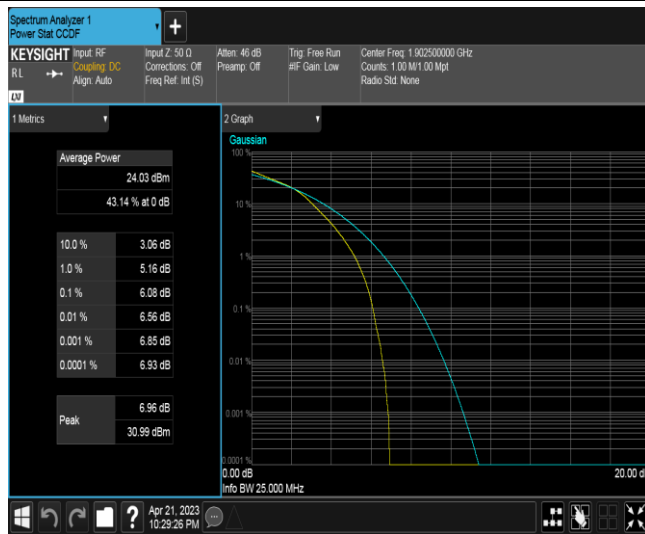 Spectrum Analyzer 1
Power Stat CCDF
+
KEYSIGHT
RL
LXI
Input: RF
Coupling: DC
Align: Auto
Input Z: 50 Ω
Corrections: Off
Freq Ref: Int (S)
Atten: 46 dB
Preamp: Off
Trig: Free Run
#IF Gain: Low
Center Freq: 1.902500000 GHz
Counts: 1.00 M/1.00 Mpt
Radio Std: None
1 Metrics
Average Power
24.03 dBm
43.14 % at 0 dB
10.0 % 3.06 dB
1.0 % 5.16 dB
0.1 % 6.08 dB
0.01 % 6.56 dB
0.001 % 6.85 dB
0.0001 % 6.93 dB
Peak
6.96 dB
30.99 dBm
2 Graph
Gaussian
100 %
10 %
1 %
0.1 %
0.01 %
0.001 %
0.0001 %
0.00 dB
20.00 d
Info BW 25.000 MHz
?
Apr 21, 2023
10:29:26 PM